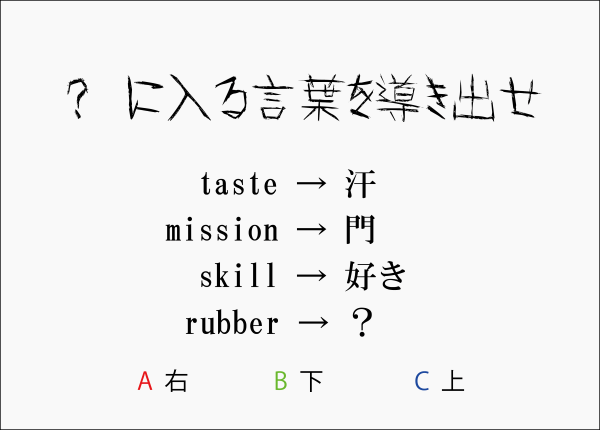 ? に入る言葉を導き出せ
taste → 汗
mission → 門
skill → 好き
rubber → ?
A 右 B 下 C 上